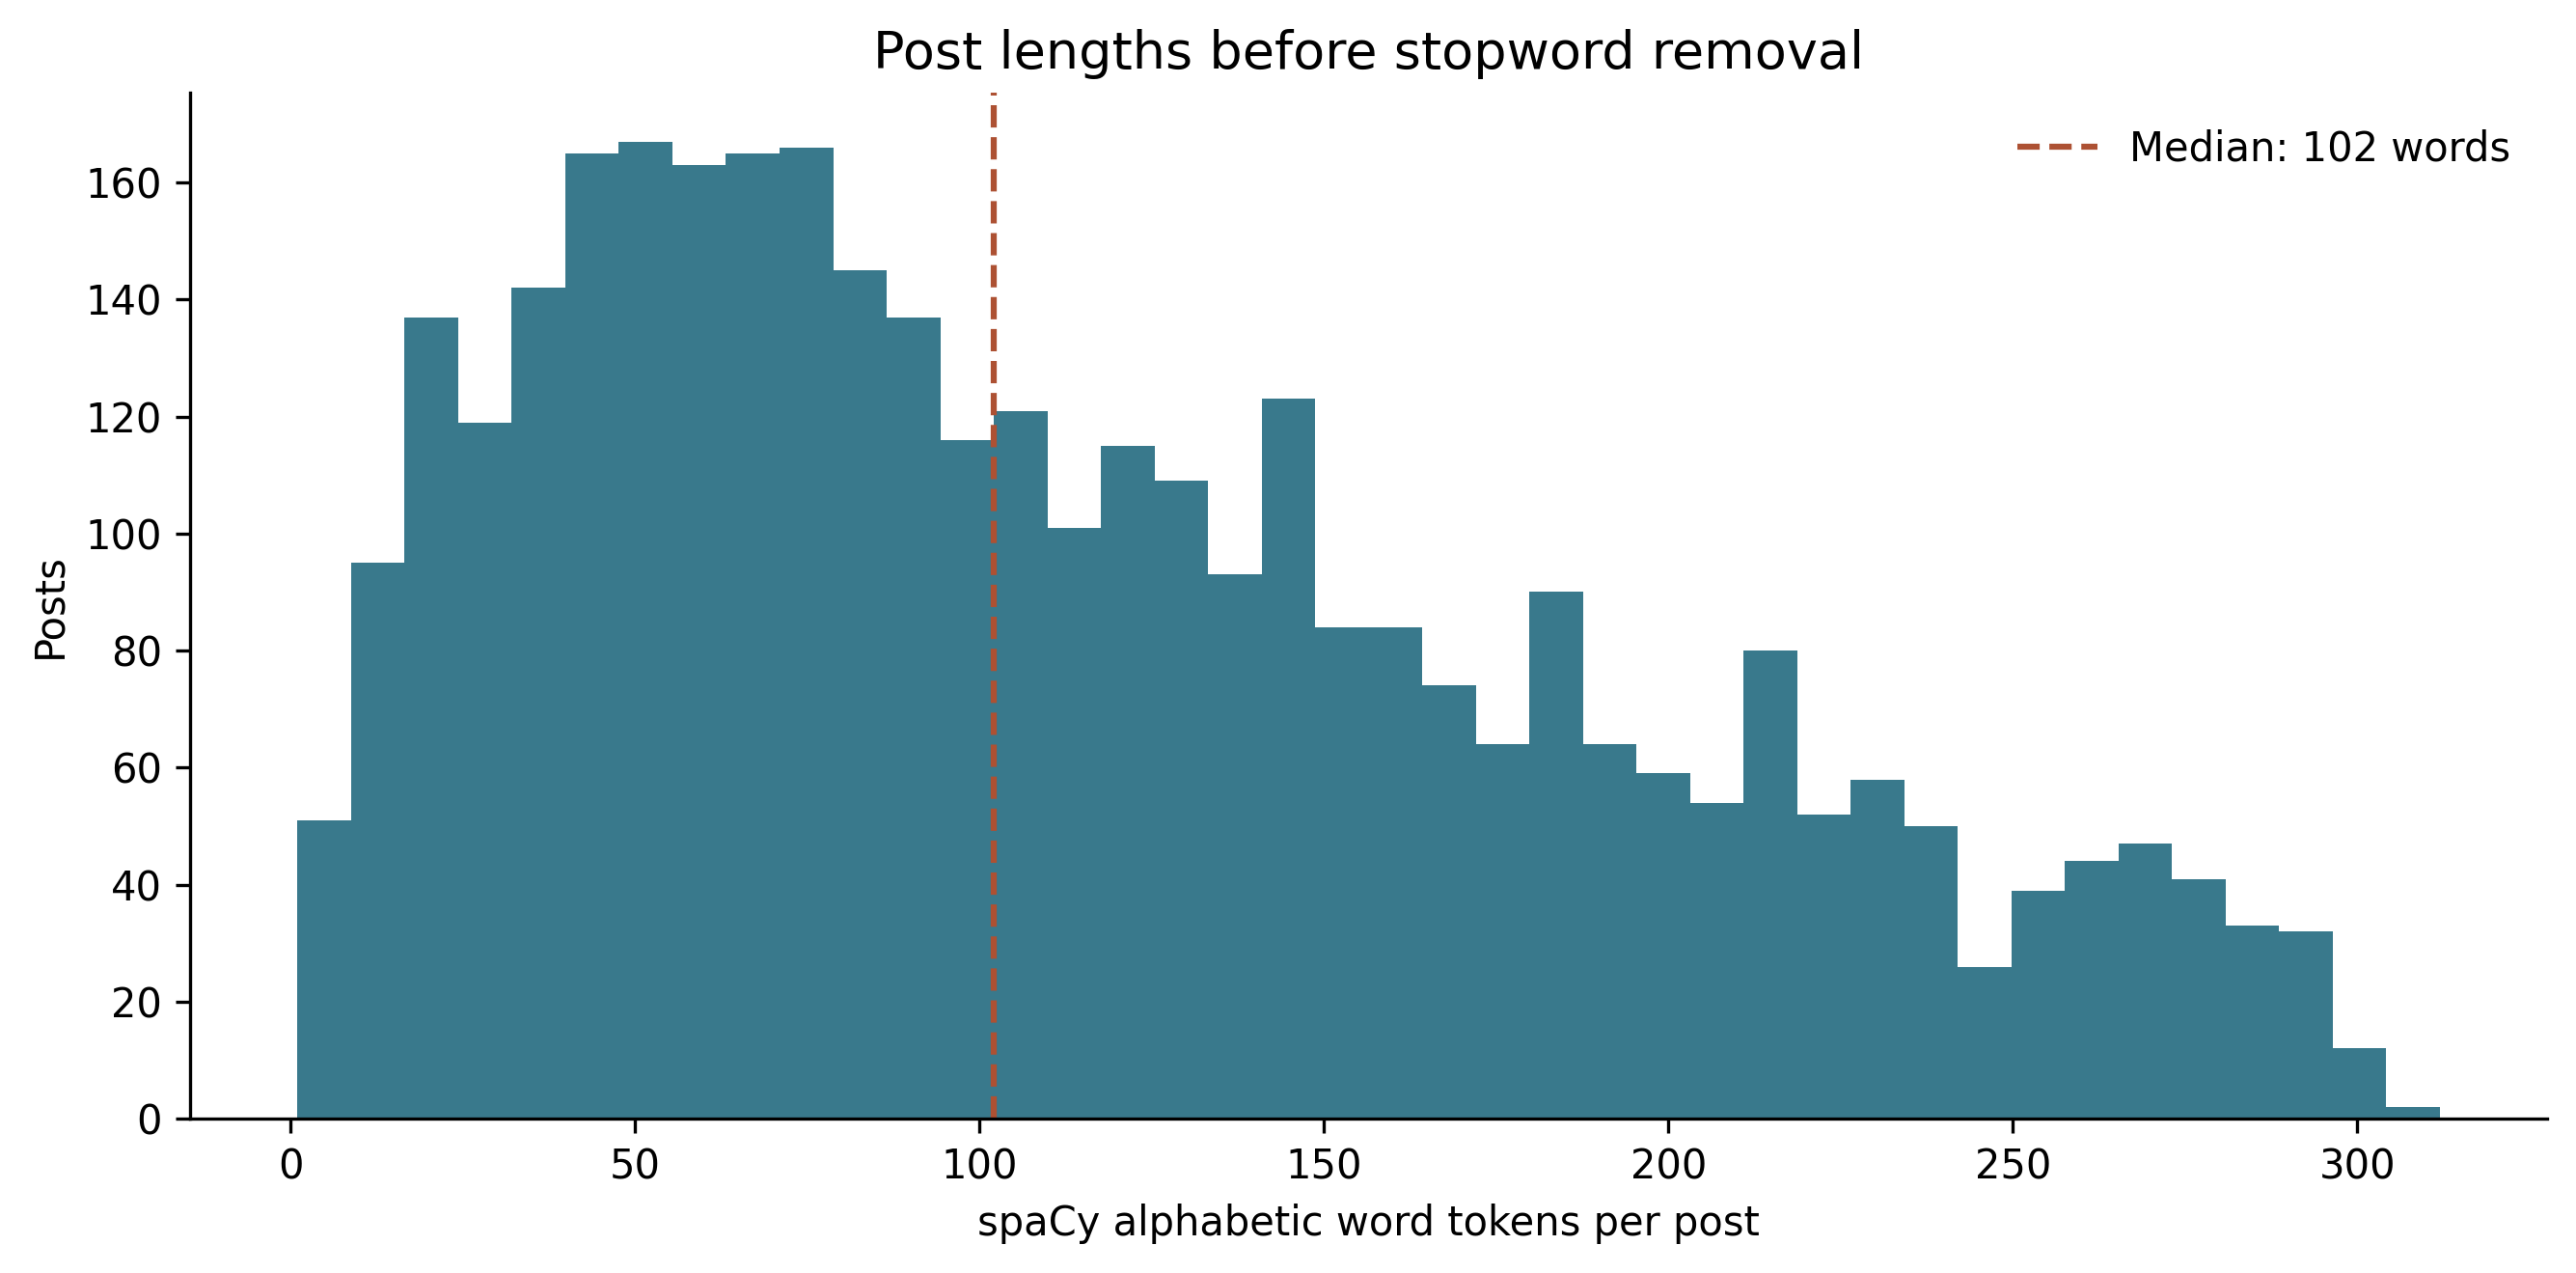 Post lengths before stopword removal
Median: 102 words
160
140
120
100
80
60
40
20
0
Posts
0 50 100 150 200 250 300
spaCy alphabetic word tokens per post